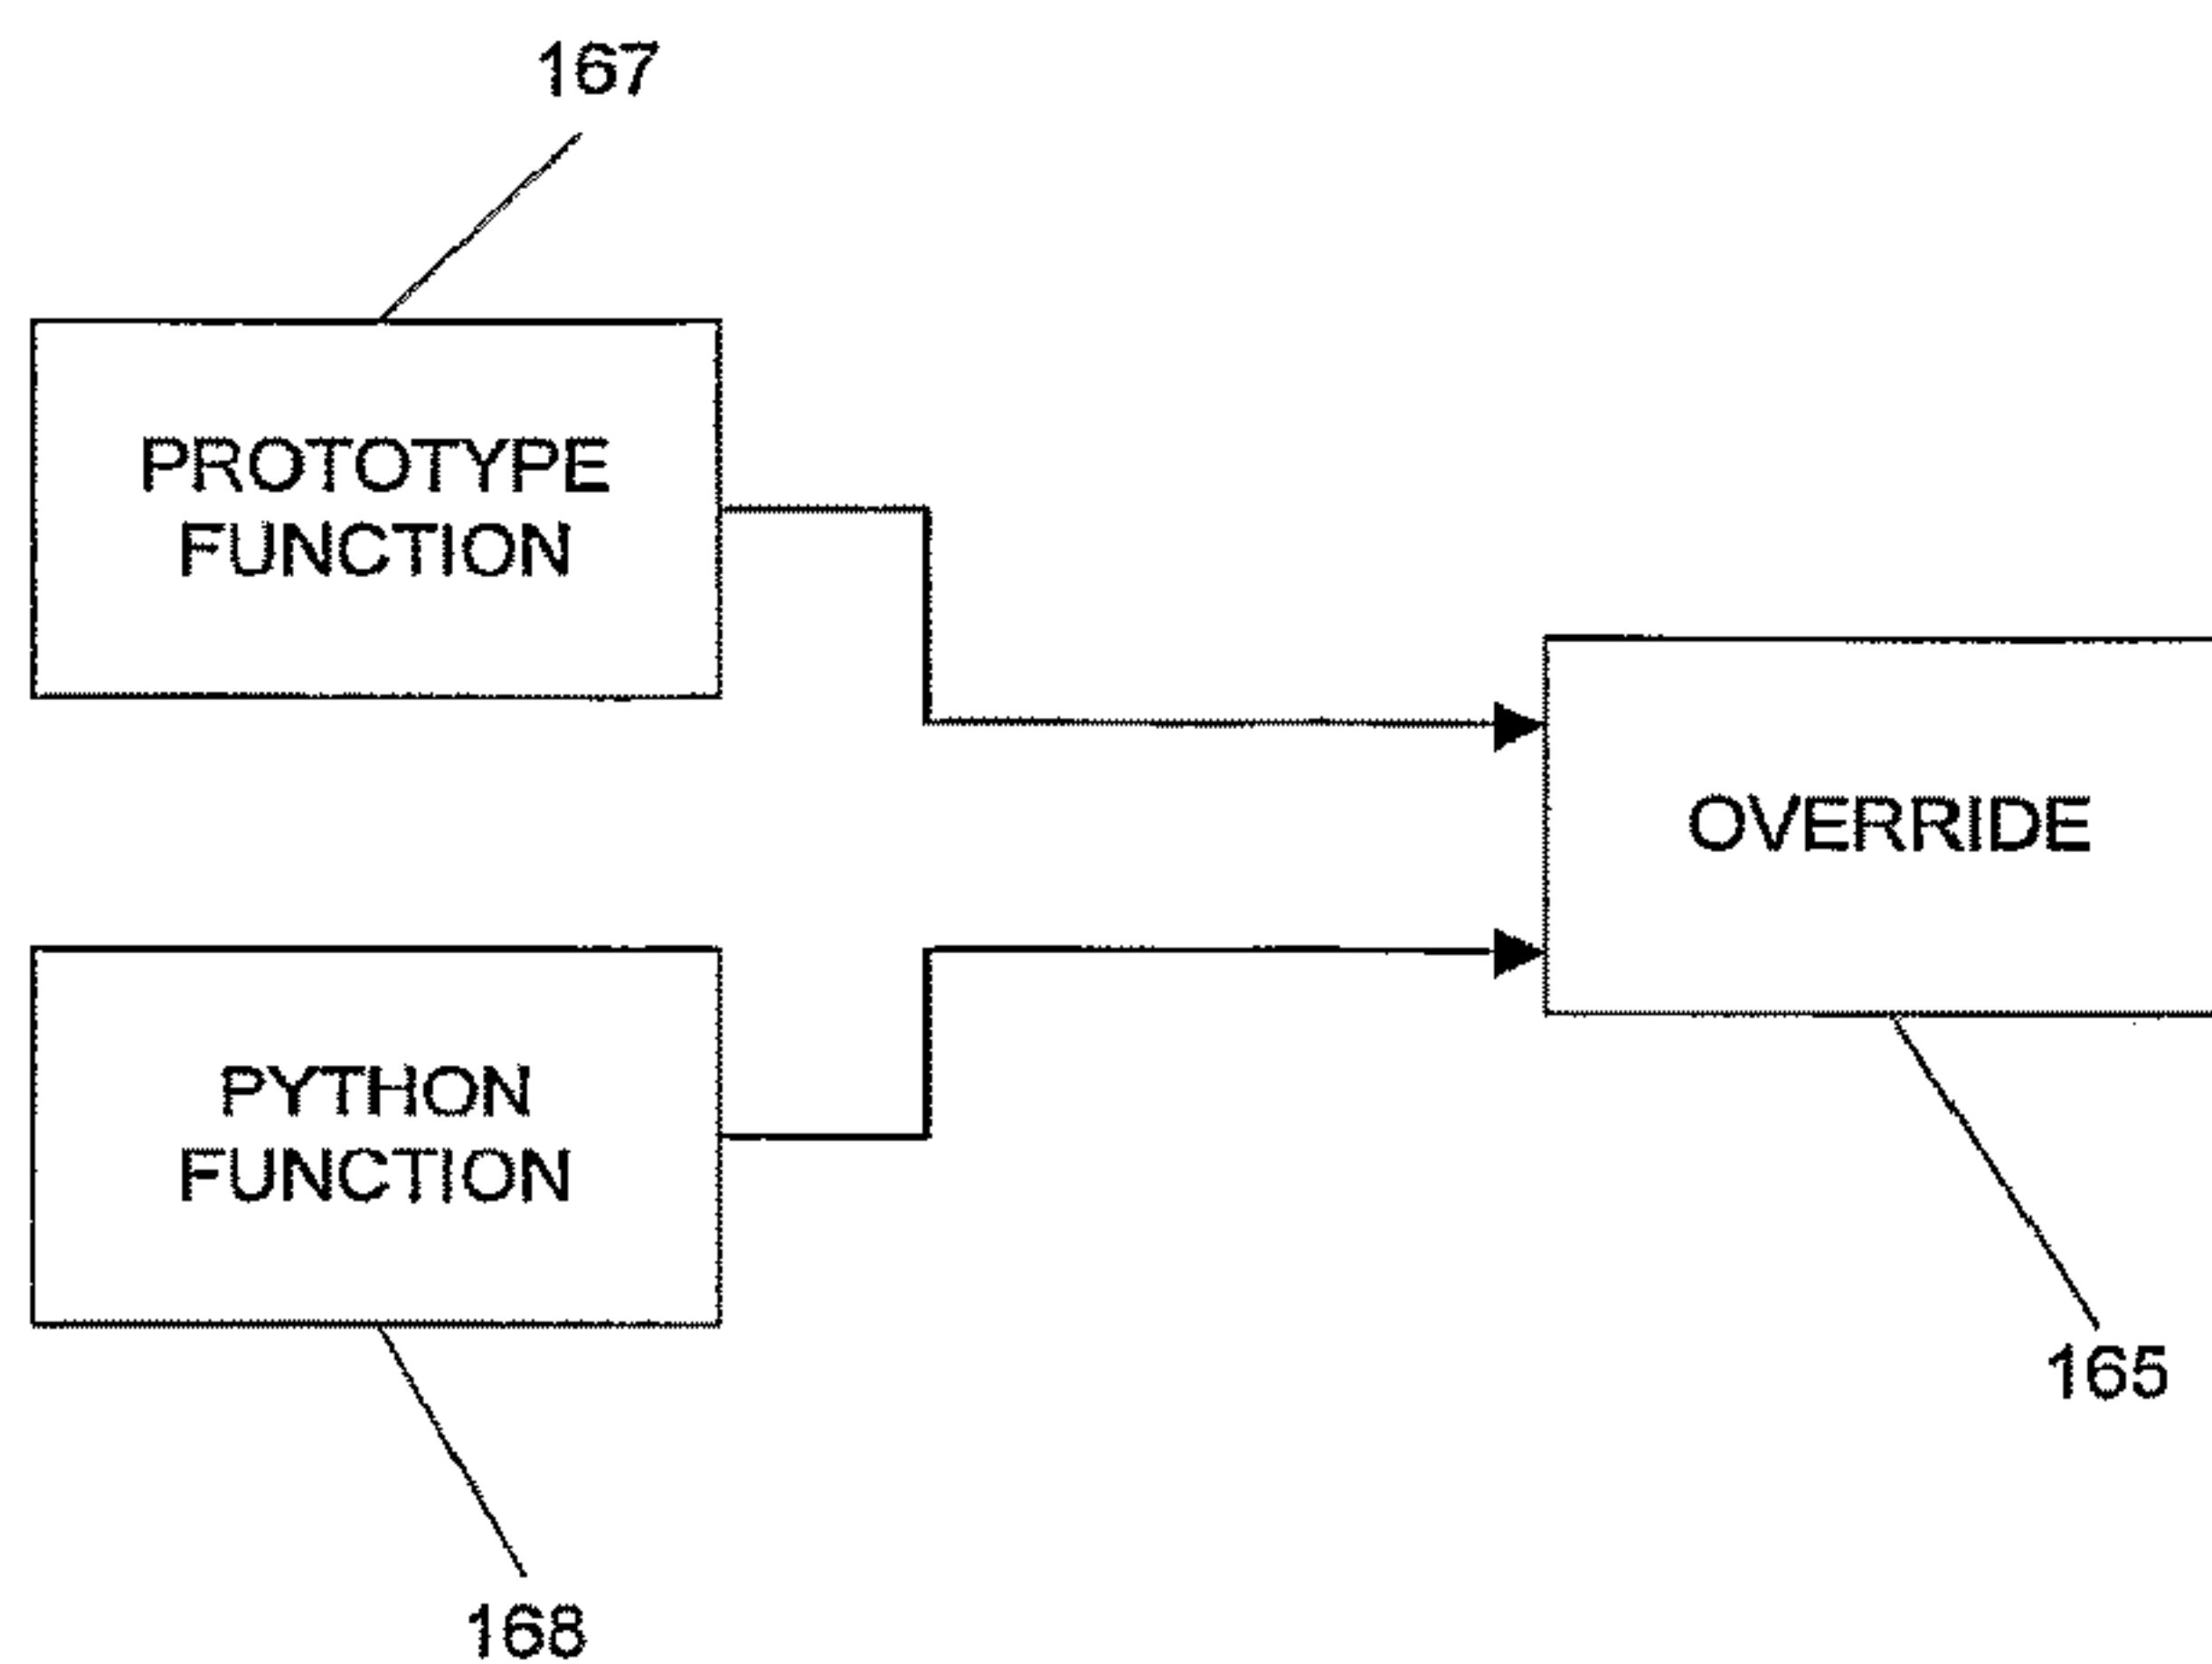 167
PROTOTYPE
FUNCTION
OVERRIDE
PYTHON
FUNCTION
165
168